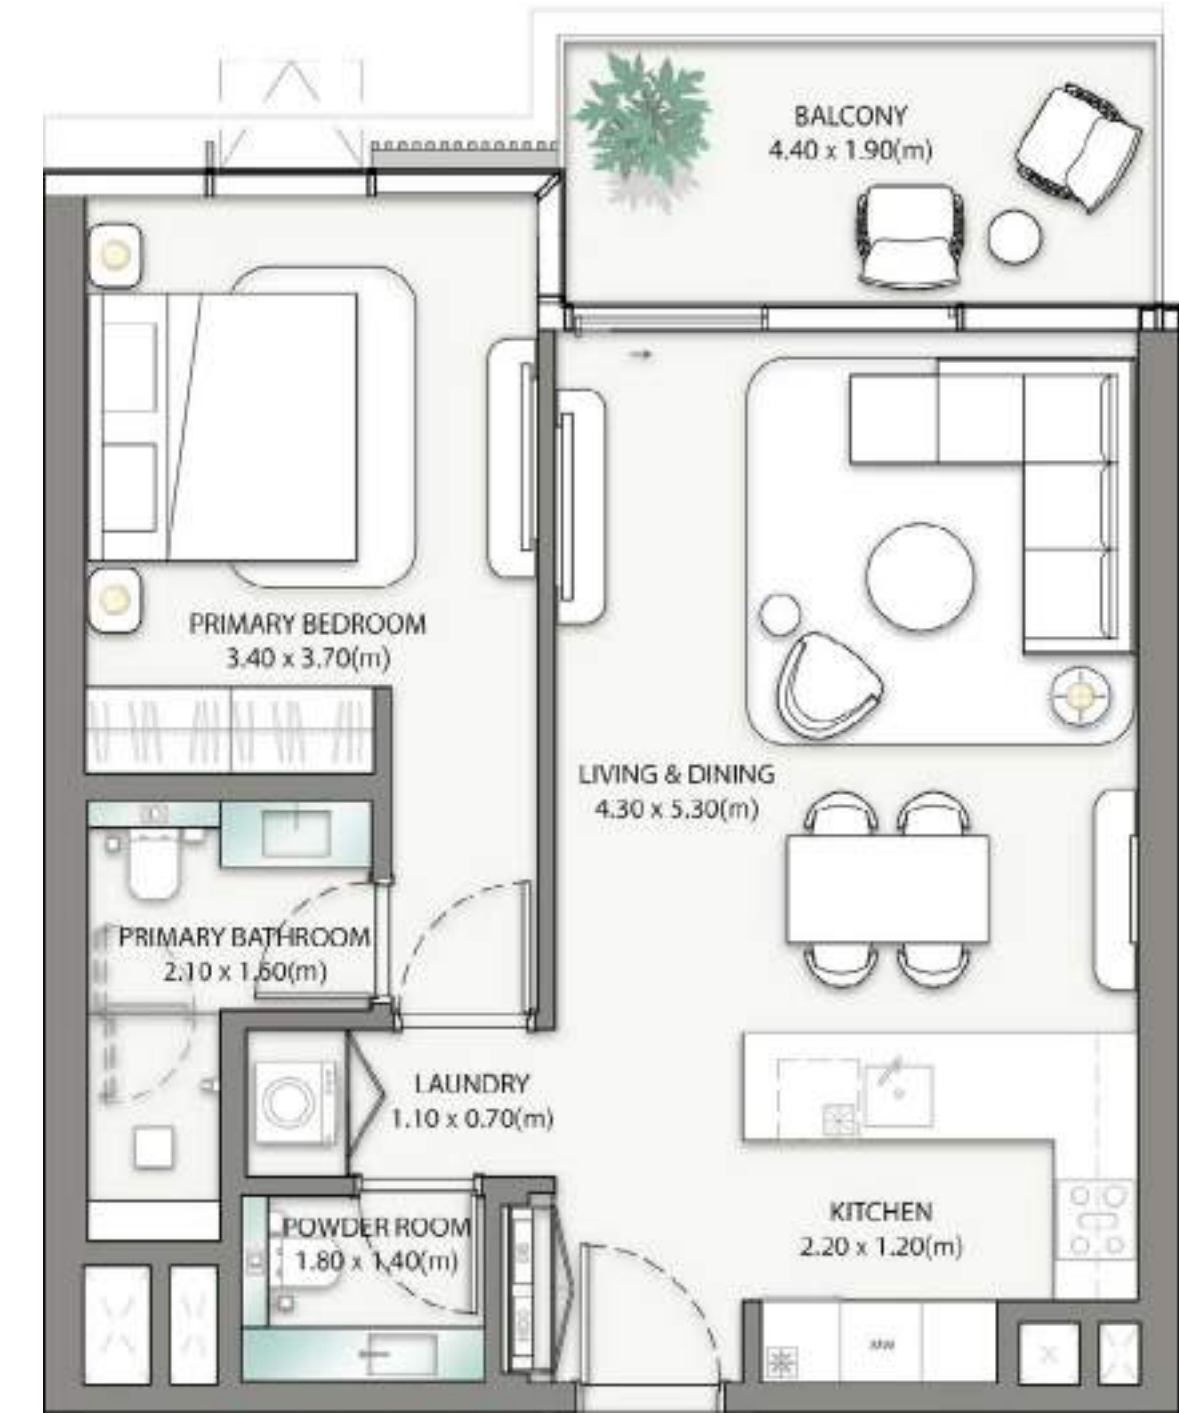 BALCONY
4.40 x 1.90(m)
PRIMARY BEDROOM
3.40 x 3.70(m)
LIVING & DINING
4.30 x 5.30(m)
PRIMARY BATHROOM
2.10 x 1.60(m)
LAUNDRY
1.10 x 0.70(m)
KITCHEN
2.20 x 1.20(m)
POWDER ROOM
1.80 x 1.40(m)
DB
MW